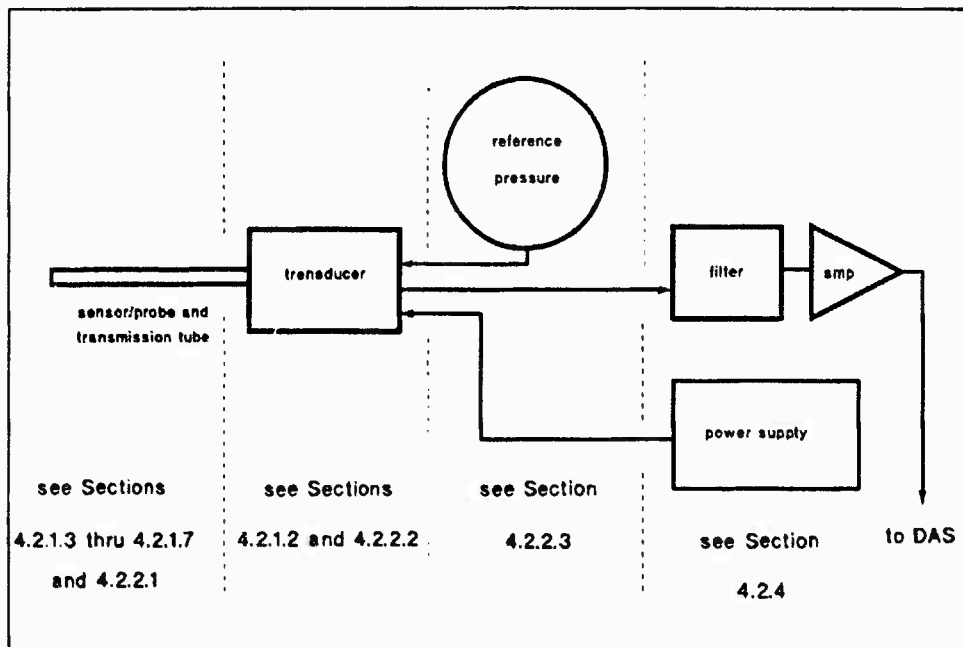 reference
pressure
transducer
filter
amp
sensor/probe and
transmission tube
power supply
see Sections
4.2.1.3 thru 4.2.1.7
and 4.2.2.1
see Sections
4.2.1.2 and 4.2.2.2
see Section
4.2.2.3
see Section
4.2.4
to DAS